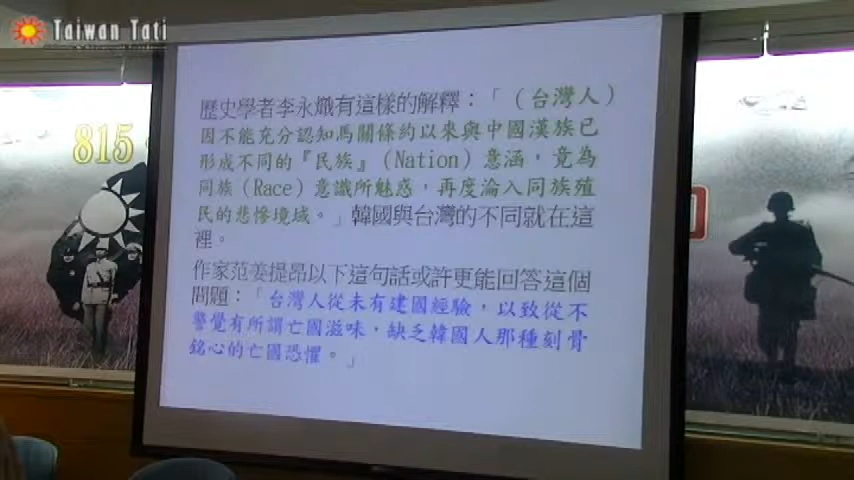 Taiwan Tati
815
歷史學者李永熾有這樣的解釋：「（台灣人）
因不能充分認知馬關條約以來與中國漢族已
形成不同的『民族』（Nation）意涵，竟為
同族（Race）意識所魅惑，再度淪入同族殖
民的悲慘境域。」韓國與台灣的不同就在這
裡。
作家范姜提昂以下這句話或許更能回答這個
問題：「台灣人從未有建國經驗，以致從不
警覺有所謂亡國滋味，缺乏韓國人那種刻骨
銘心的亡國恐懼。」